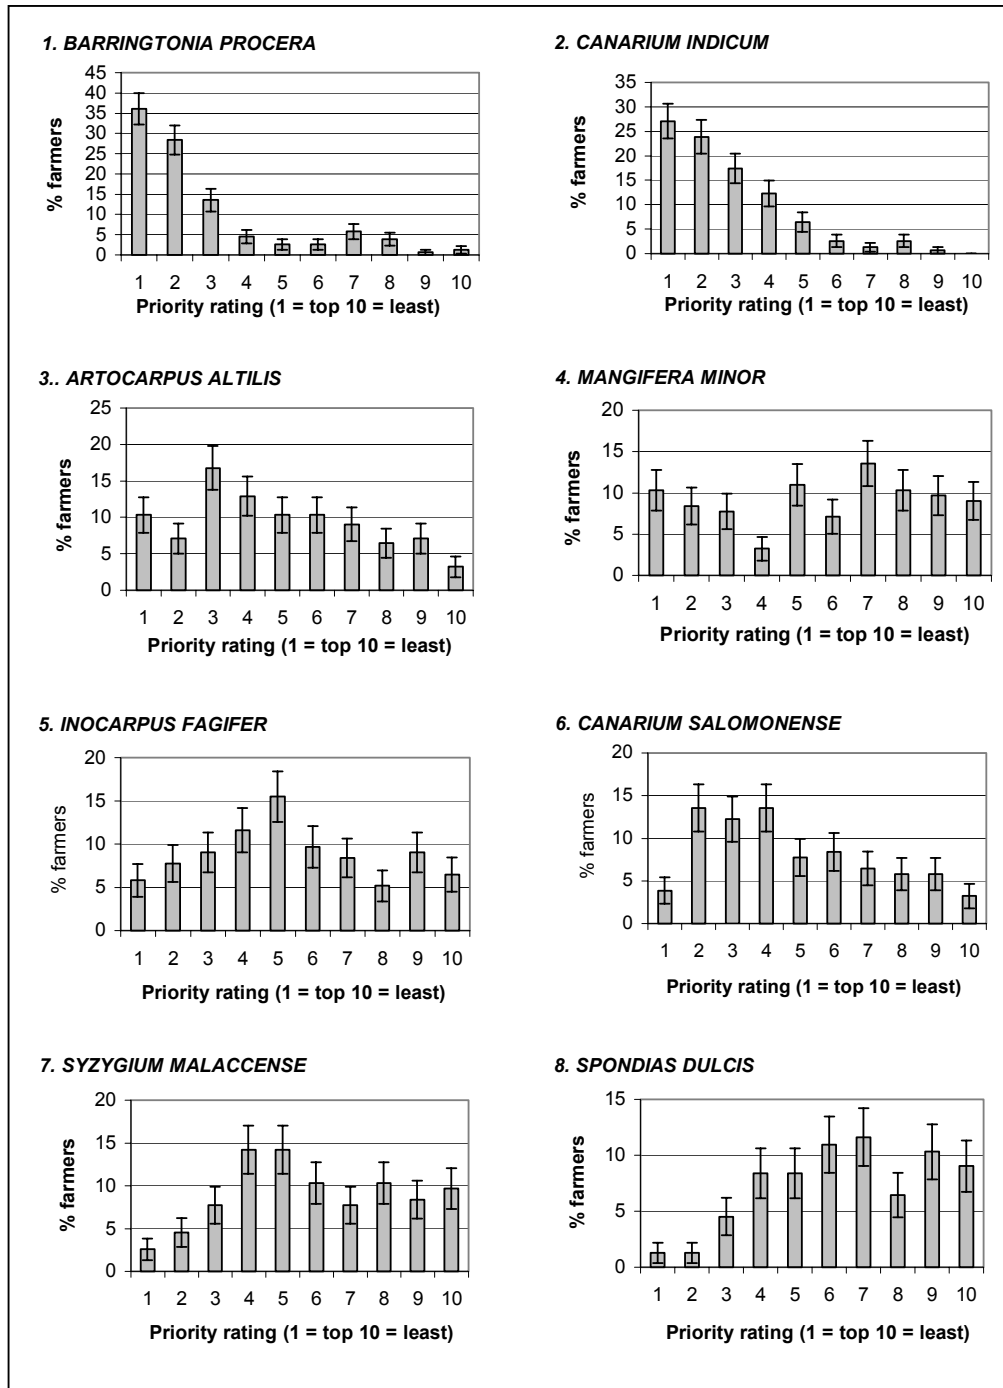 1. BARRINGTONIA PROCERA
45
40
35
30
25
20
15
10
5
0
% farmers
1 2 3 4 5 6 7 8 9 10
Priority rating (1 = top 10 = least)
2. CANARIUM INDICUM
35
30
25
20
15
10
5
0
% farmers
1 2 3 4 5 6 7 8 9 10
Priority rating (1 = top 10 = least)
3.. ARTOCARPUS ALTILIS
25
20
15
10
5
0
% farmers
1 2 3 4 5 6 7 8 9 10
Priority rating (1 = top 10 = least)
4. MANGIFERA MINOR
20
15
10
5
0
% farmers
1 2 3 4 5 6 7 8 9 10
Priority rating (1 = top 10 = least)
5. INOCARPUS FAGIFER
20
15
10
5
0
% farmers
1 2 3 4 5 6 7 8 9 10
Priority rating (1 = top 10 = least)
6. CANARIUM SALOMONENSE
20
15
10
5
0
% farmers
1 2 3 4 5 6 7 8 9 10
Priority rating (1 = top 10 = least)
7. SYZYGIUM MALACCENSE
20
15
10
5
0
% farmers
1 2 3 4 5 6 7 8 9 10
Priority rating (1 = top 10 = least)
8. SPONDIAS DULCIS
15
10
5
0
% farmers
1 2 3 4 5 6 7 8 9 10
Priority rating (1 = top 10 = least)